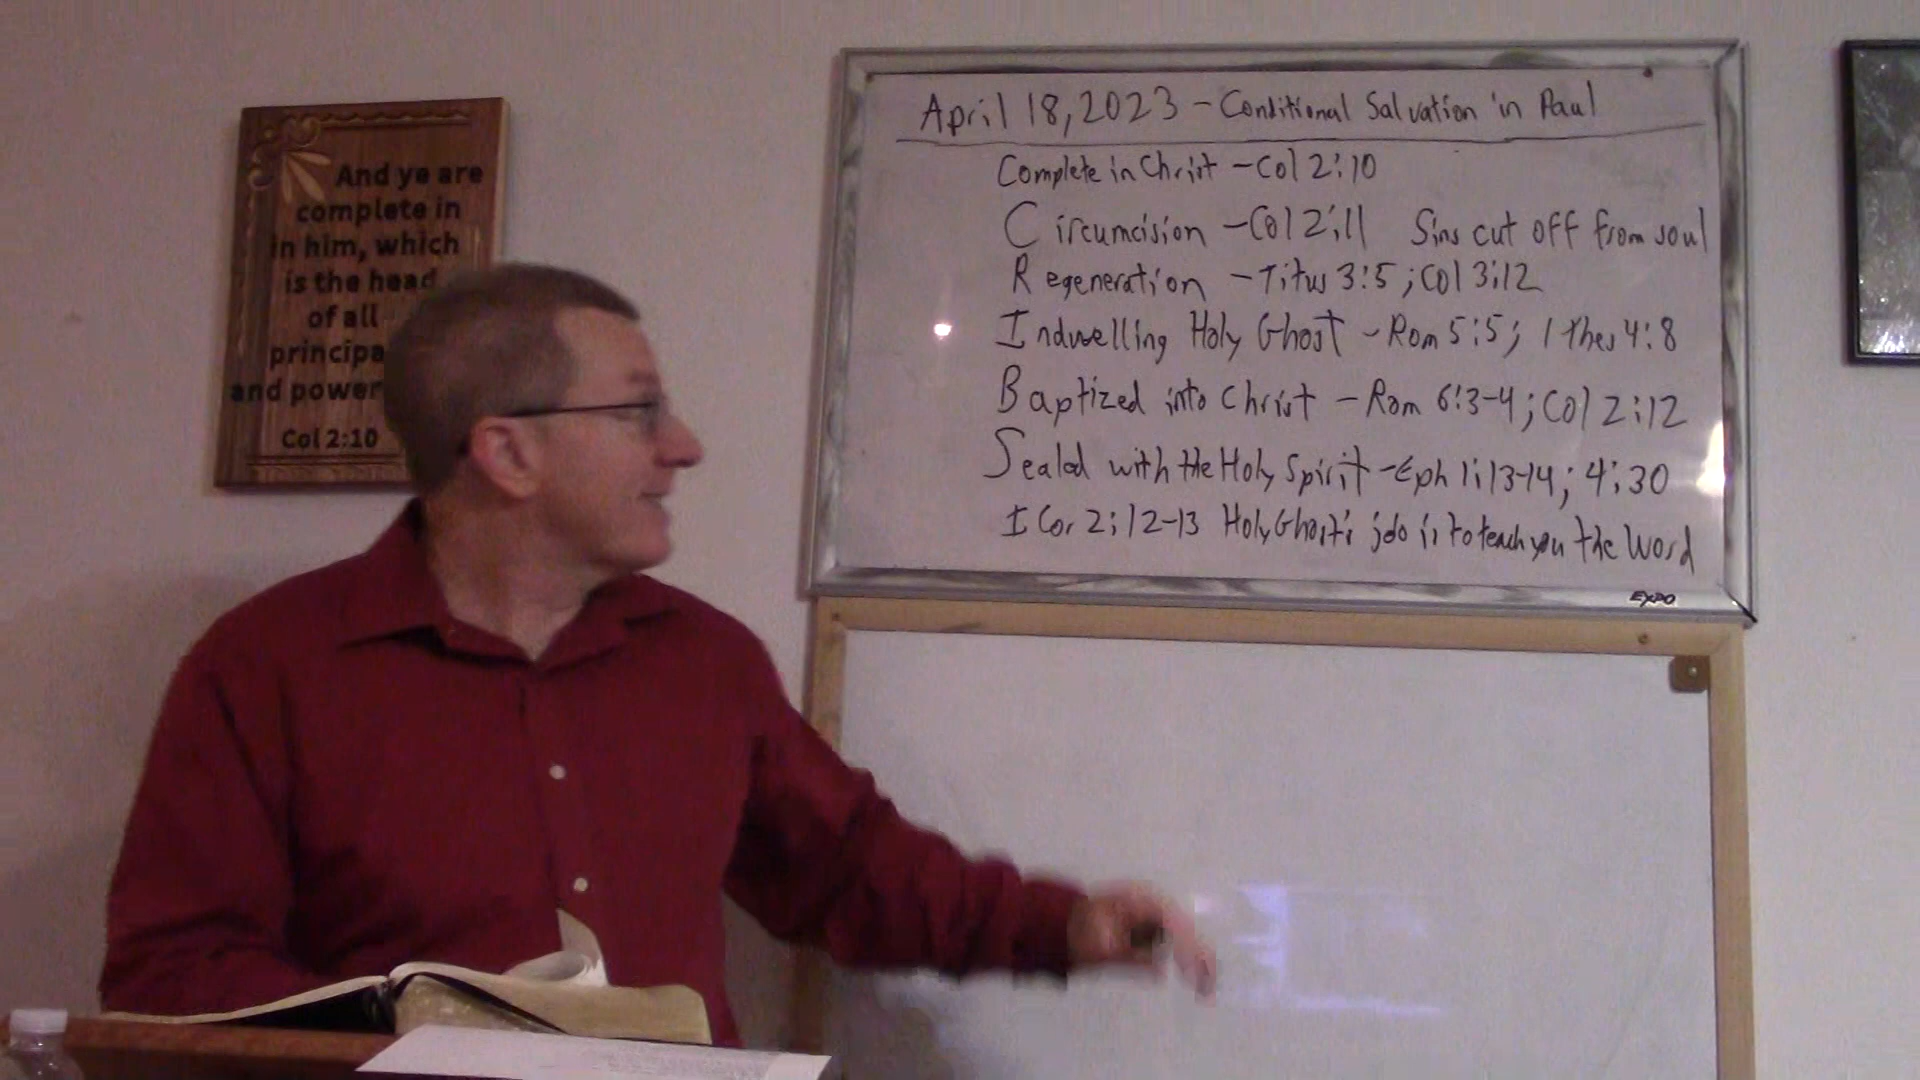 And ye are
complete in
in him, which
is the head
of all
principa
and power
Col 2:10
April 18, 2023 - Conditional Salvation in Paul
Complete in Christ - Col 2:10
Circumcision - Col 2:11 Sins cut off from soul
Regeneration - Titus 3:5; Col 3:12
Indwelling Holy Ghost - Rom 5:5; 1 Thes 4:8
Baptized into Christ - Rom 6:3-4; Col 2:12
Sealed with the Holy Spirit - Eph 1:13-14; 4:30
I Cor 2:12-13 Holy Ghost's job is to teach you the Word
EXPO